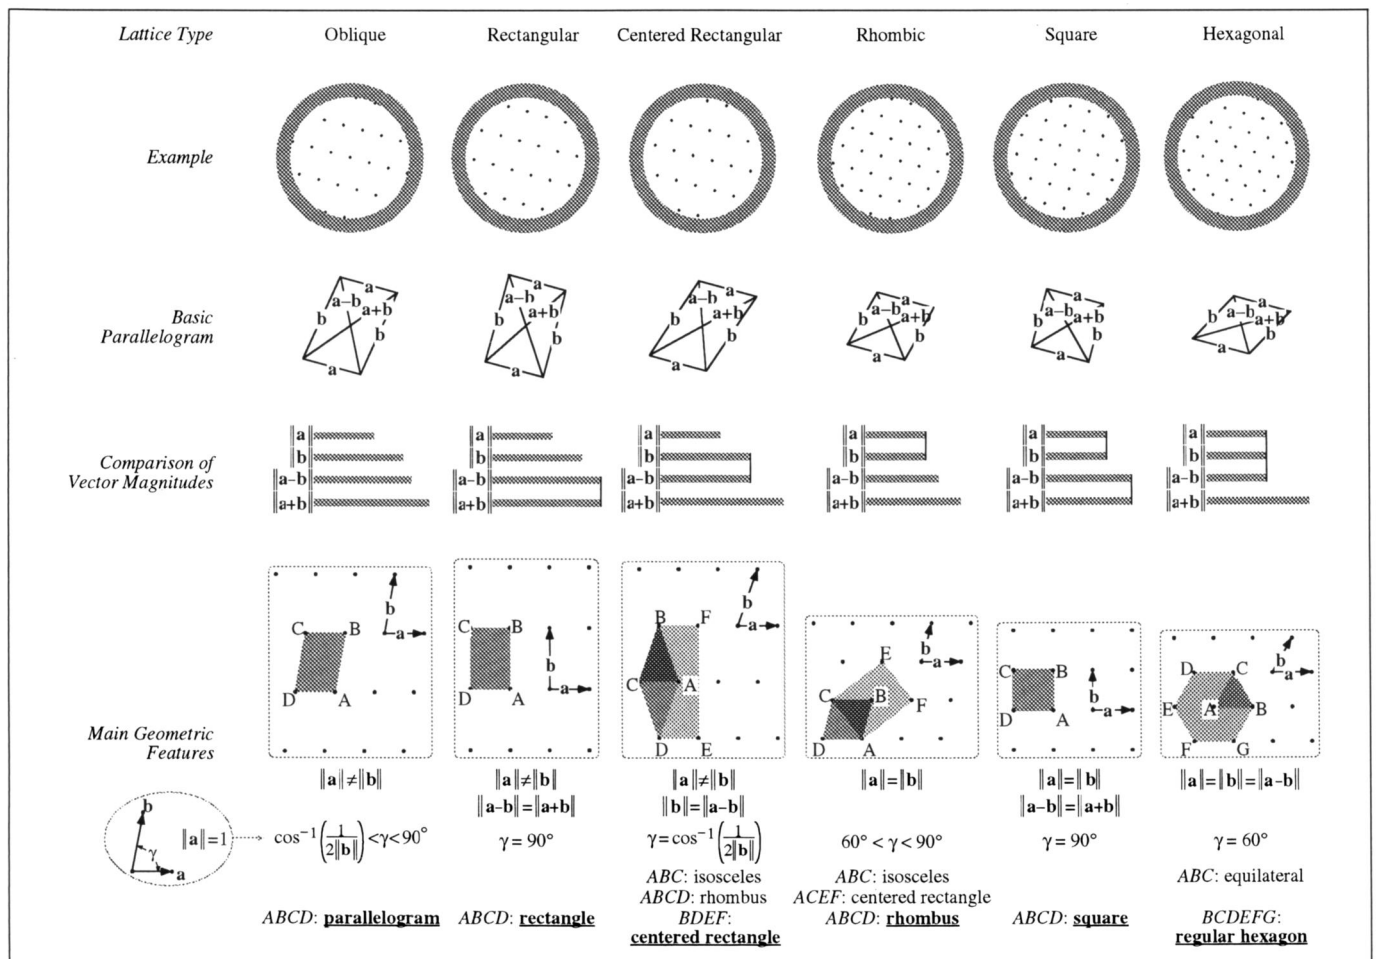 Lattice Type Oblique Rectangular Centered Rectangular Rhombic Square Hexagonal
Example
Basic
Parallelogram
a a–b a+b b b a
a a–b a+b b b a
a a–b a+b b b a
a a–b a+b b b a
a a–b a+b b b a
a a–b a+b b b a
Comparison of
Vector Magnitudes
‖a‖ ‖a‖ ‖a‖ ‖a‖ ‖a‖ ‖a‖
‖b‖ ‖b‖ ‖b‖ ‖b‖ ‖b‖ ‖b‖
‖a–b‖ ‖a–b‖ ‖a–b‖ ‖a–b‖ ‖a–b‖ ‖a–b‖
‖a+b‖ ‖a+b‖ ‖a+b‖ ‖a+b‖ ‖a+b‖ ‖a+b‖
Main Geometric
Features
C B b a D A
C B b a D A
B F b a C A D E
E b a C B F D A
C B b a D A
D C b a E A B F G
‖a‖≠‖b‖ ‖a‖≠‖b‖ ‖a‖≠‖b‖ ‖a‖=‖b‖ ‖a‖=‖b‖ ‖a‖=‖b‖=‖a–b‖
‖a–b‖=‖a+b‖ ‖b‖=‖a–b‖ ‖a–b‖=‖a+b‖
b γ a ‖a‖=1
cos⁻¹(1/2‖b‖)<γ<90° γ=90° γ=cos⁻¹(1/2‖b‖) 60°<γ<90° γ=90° γ=60°
ABC: isosceles ABC: isosceles ABC: equilateral
ABCD: rhombus ACEF: centered rectangle
ABCD: parallelogram ABCD: rectangle BDEF: ABCD: rhombus ABCD: square BCDEFG:
centered rectangle regular hexagon